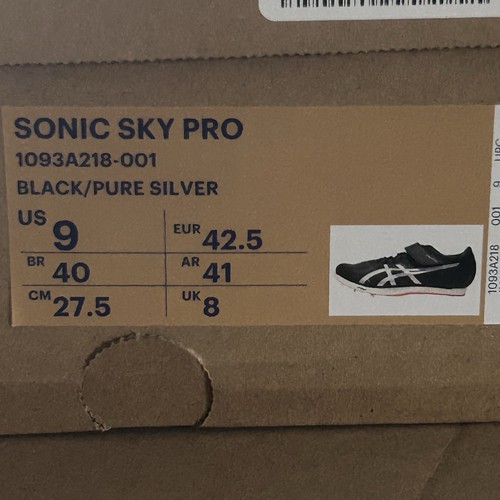 SONIC SKY PRO
1093A218-001
BLACK/PURE SILVER
US 9 EUR 42.5
BR 40 AR 41
CM 27.5 UK 8
1093A218 001 9